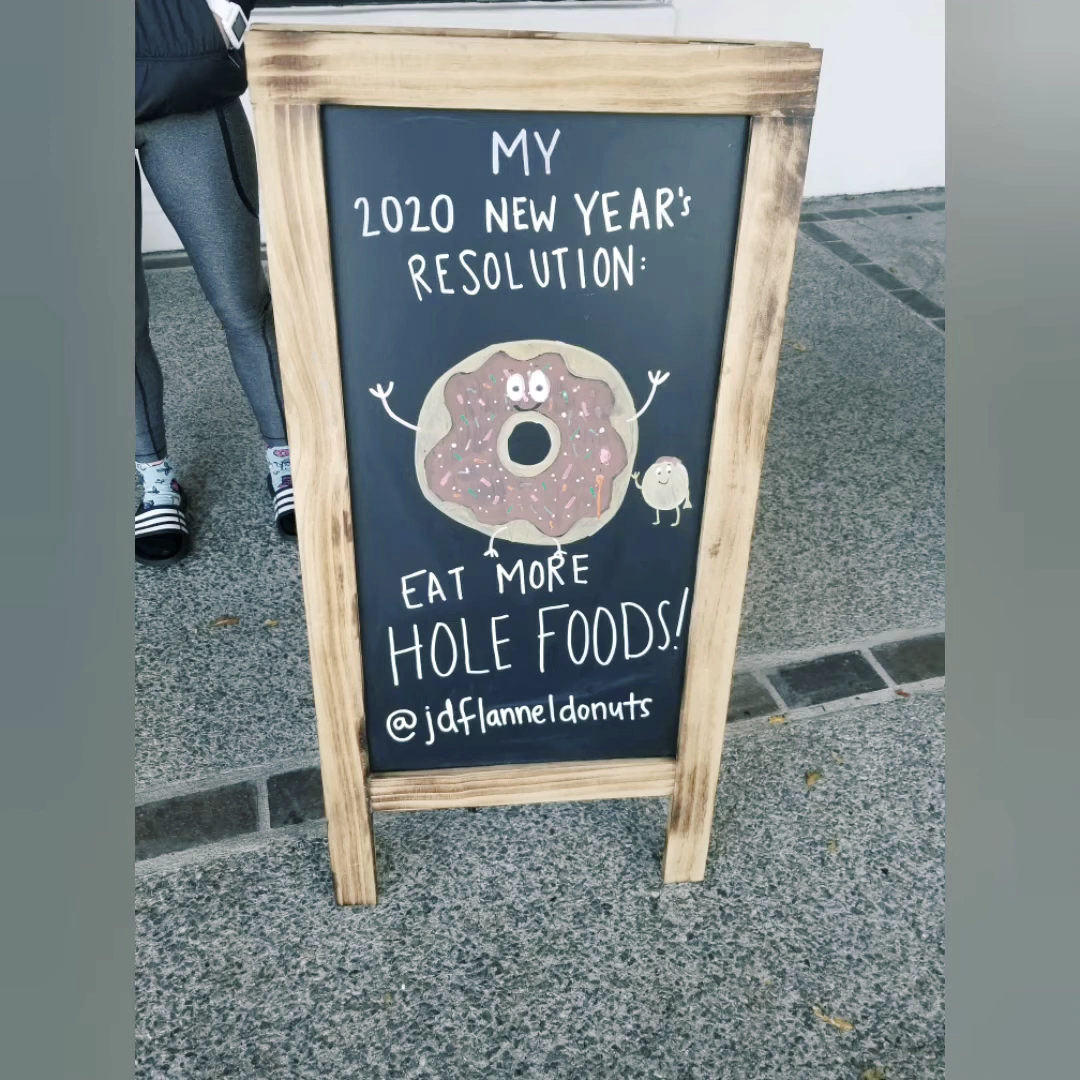 MY
2020 NEW YEAR's
RESOLUTION:
EAT MORE
HOLE FOODS!
@jdflanneldonuts